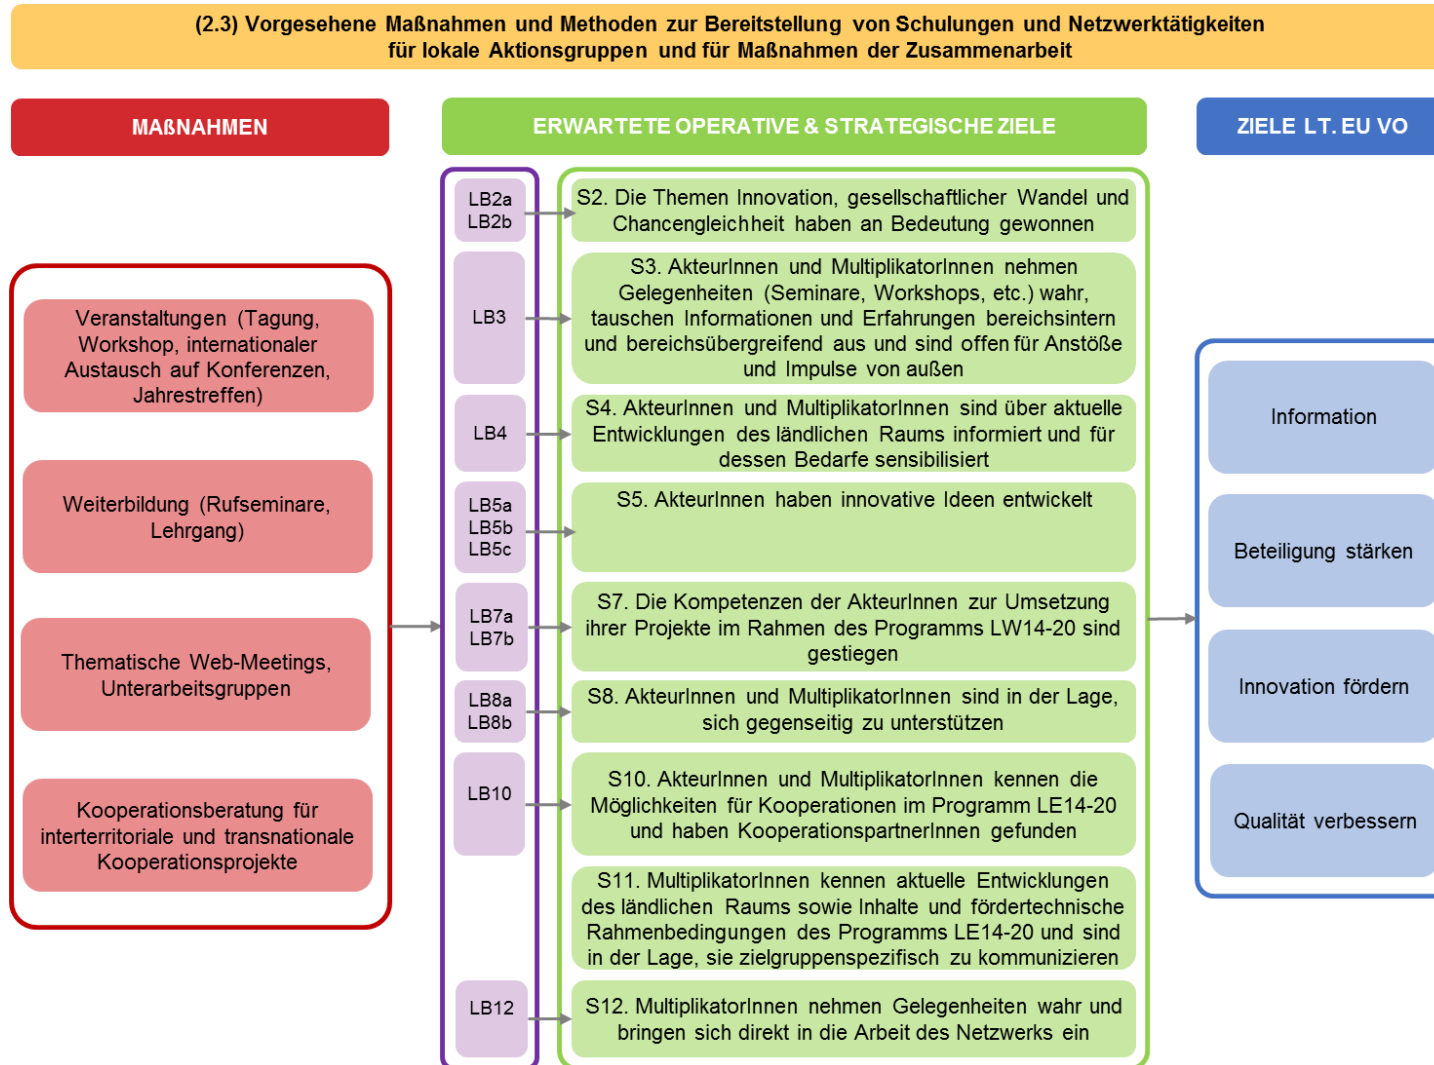 (2.3) Vorgesehene Maßnahmen und Methoden zur Bereitstellung von Schulungen und Netzwerktätigkeiten
für lokale Aktionsgruppen und für Maßnahmen der Zusammenarbeit
MAßNAHMEN
Veranstaltungen (Tagung,
Workshop, internationaler
Austausch auf Konferenzen,
Jahrestreffen)
Weiterbildung (Rufseminare,
Lehrgang)
Thematische Web-Meetings,
Unterarbeitsgruppen
Kooperationsberatung für
interterritoriale und transnationale
Kooperationsprojekte
ERWARTETE OPERATIVE & STRATEGISCHE ZIELE
LB2a
LB2b
S2. Die Themen Innovation, gesellschaftlicher Wandel und
Chancengleichheit haben an Bedeutung gewonnen
LB3
S3. AkteurInnen und MultiplikatorInnen nehmen
Gelegenheiten (Seminare, Workshops, etc.) wahr,
tauschen Informationen und Erfahrungen bereichsintern
und bereichsübergreifend aus und sind offen für Anstöße
und Impulse von außen
LB4
S4. AkteurInnen und MultiplikatorInnen sind über aktuelle
Entwicklungen des ländlichen Raums informiert und für
dessen Bedarfe sensibilisiert
LB5a
LB5b
LB5c
S5. AkteurInnen haben innovative Ideen entwickelt
LB7a
LB7b
S7. Die Kompetenzen der AkteurInnen zur Umsetzung
ihrer Projekte im Rahmen des Programms LW14-20 sind
gestiegen
LB8a
LB8b
S8. AkteurInnen und MultiplikatorInnen sind in der Lage,
sich gegenseitig zu unterstützen
LB10
S10. AkteurInnen und MultiplikatorInnen kennen die
Möglichkeiten für Kooperationen im Programm LE14-20
und haben KooperationspartnerInnen gefunden
S11. MultiplikatorInnen kennen aktuelle Entwicklungen
des ländlichen Raums sowie Inhalte und fördertechnische
Rahmenbedingungen des Programms LE14-20 und sind
in der Lage, sie zielgruppenspezifisch zu kommunizieren
LB12
S12. MultiplikatorInnen nehmen Gelegenheiten wahr und
bringen sich direkt in die Arbeit des Netzwerks ein
ZIELE LT. EU VO
Information
Beteiligung stärken
Innovation fördern
Qualität verbessern